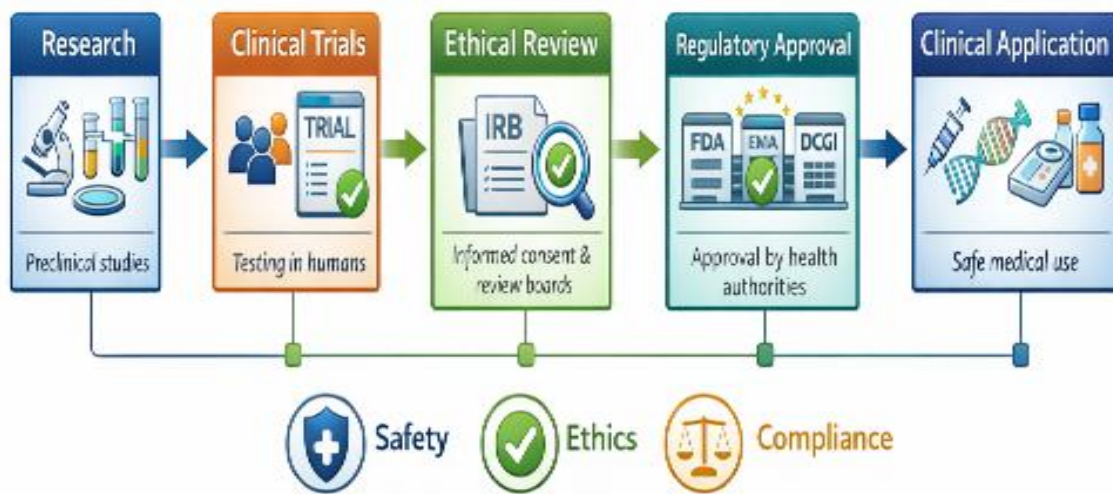 Research
Preclinical studies
Clinical Trials
TRIAL
Testing in humans
Ethical Review
IRB
Informed consent &
review boards
Regulatory Approval
FDA
EMA
DCGI
Approval by health
authorities
Clinical Application
Safe medical use
Safety
Ethics
Compliance